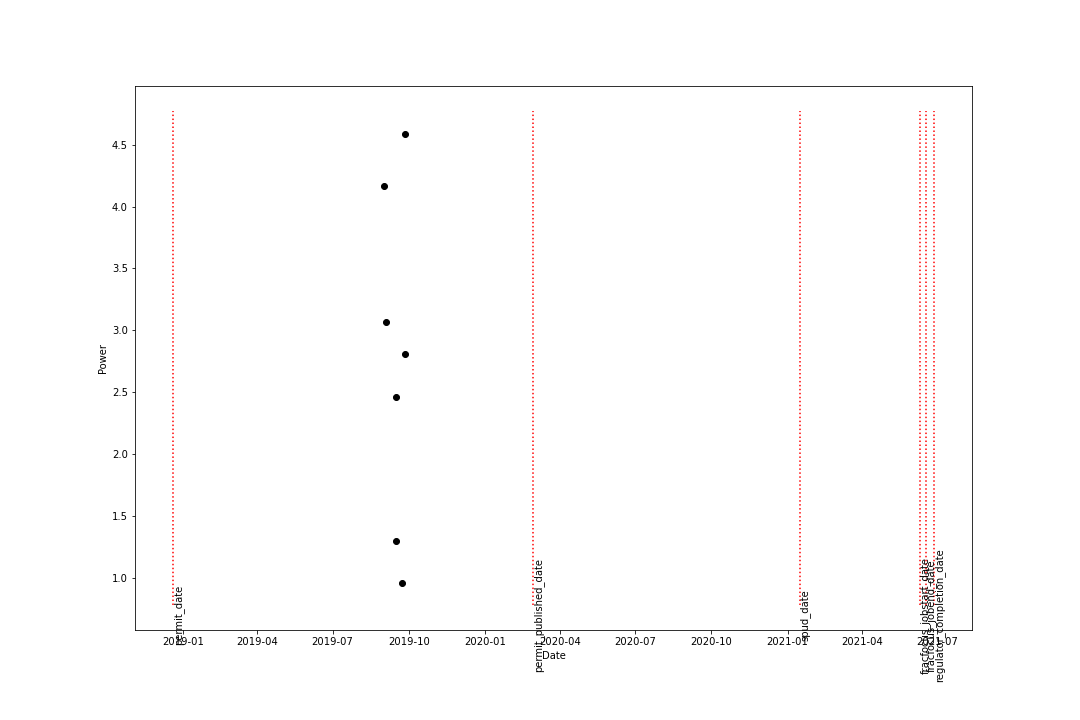 4.5
4.0
3.5
3.0
2.5
2.0
1.5
1.0
Power
permit_date
permit_published_date
spud_date
fracfocus_jobstart_date
fracfocus_jobend_date
regulator_completion_date
2019-01
2019-04
2019-07
2019-10
2020-01
2020-04
2020-07
2020-10
2021-01
2021-04
2021-07
Date